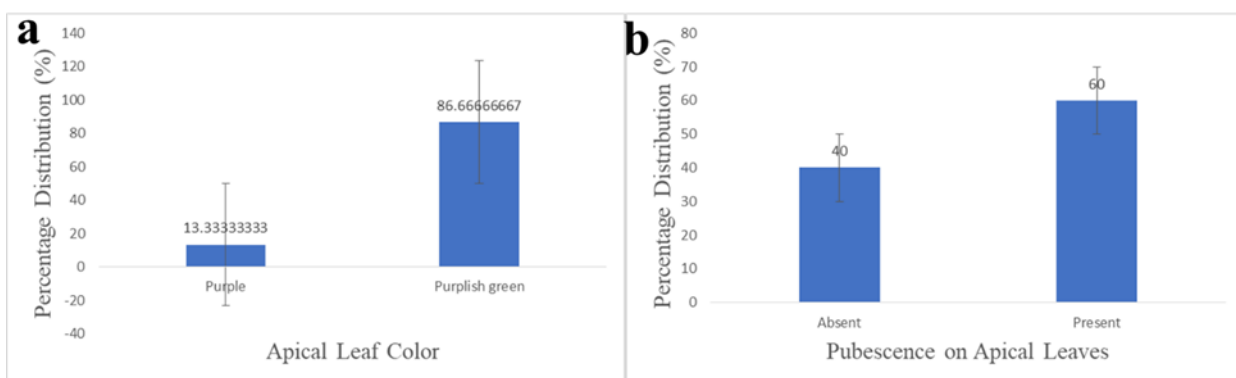 a
Percentage Distribution (%)
140
120
100
80
60
40
20
0
-20
-40
13.33333333
86.66666667
Purple
Purplish green
Apical Leaf Color
b
Percentage Distribution (%)
80
70
60
50
40
30
20
10
0
40
60
Absent
Present
Pubescence on Apical Leaves